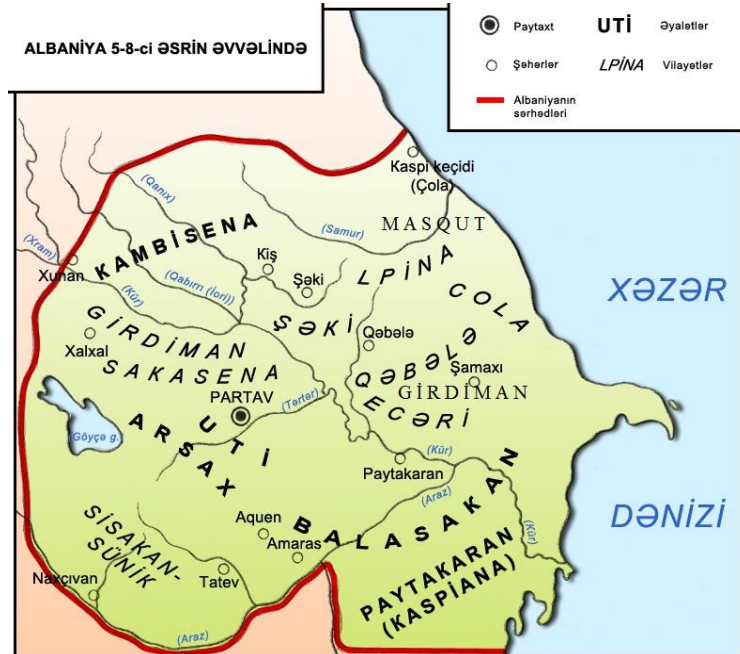 ALBANİYA 5-8-ci ƏSRİN ƏVVƏLİNDƏ
Paytaxt
UTİ
Əyalətlər
Şəhərlər
LPİNA
Vilayətlər
Albaniyanın
sərhədləri
Kaspi keçidi
(Çola)
(Qanıx)
MASQUT
(Samur)
KAMBİSENA
(Xram)
Xunan
Kiş
LPİNA
(Qabırrı (İori))
Şəki
COLA
XƏZƏR
(Kür)
ŞƏKİ
GİRDİMAN
Qəbələ
Xalxal
SAKASENA
QƏBƏLƏ
Şamaxı
GİRDİMAN
PARTAV
(Tərtər)
ECƏRİ
UTİ
ARSAX
Göyçə g.
(Kür)
Paytakaran
(Araz)
BALASAKAN
DƏNİZİ
SİSAKAN-
SÜNİK
Aquen
Amaras
(Kür)
Naxçıvan
Tatev
PAYTAKARAN
(KASPİANA)
(Araz)